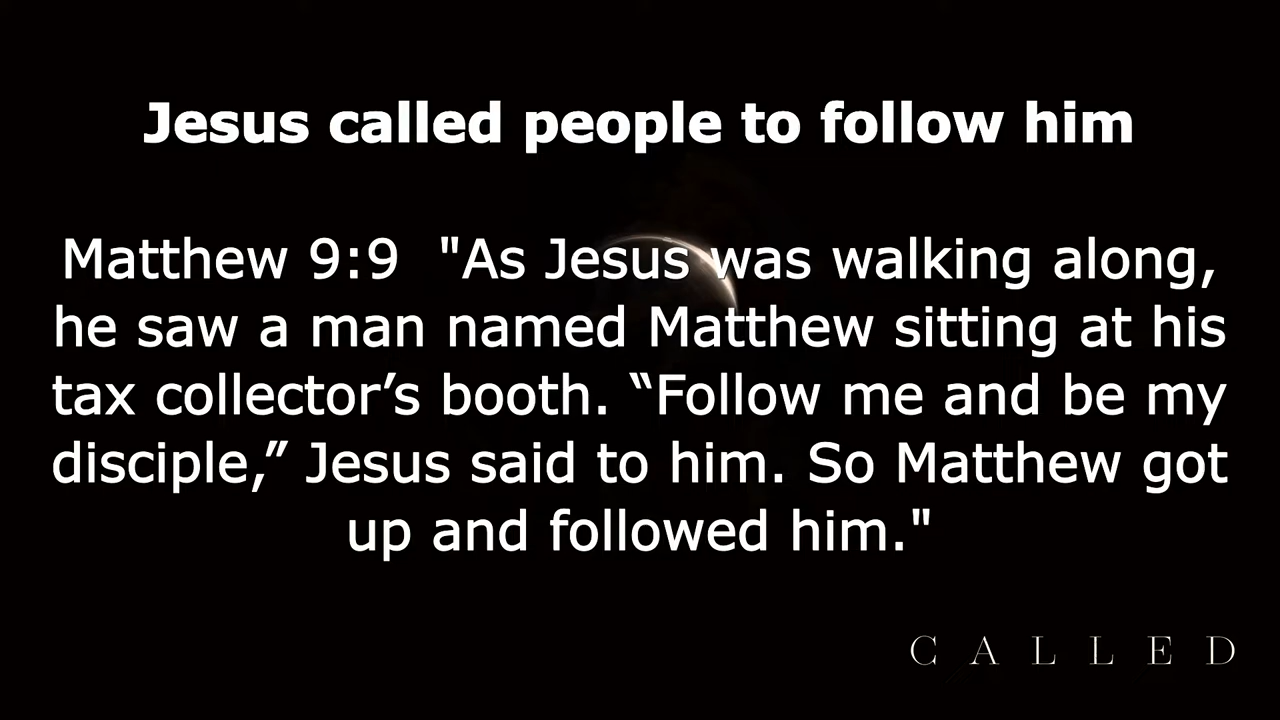 Jesus called people to follow him
Matthew 9:9  "As Jesus was walking along,
he saw a man named Matthew sitting at his
tax collector’s booth. “Follow me and be my
disciple,” Jesus said to him. So Matthew got
up and followed him."
C A L L E D